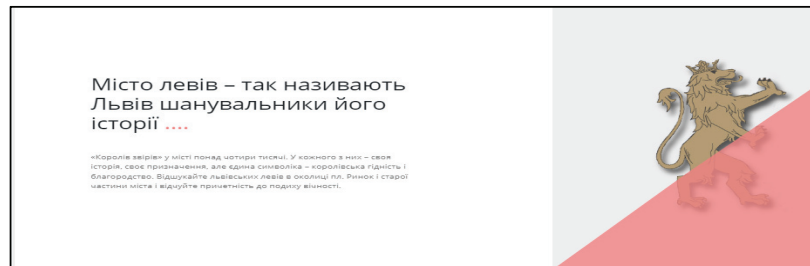 Місто левів – так називають
Львів шанувальники його
історії ....
«Королів звірів» у місті понад чотири тисячі. У кожного з них – своя
історія, своє призначення, але єдина символіка – королівська гідність і
благородство. Відшукайте львівських левів в околиці пл. Ринок і старої
частини міста і відчуйте причетність до подиху вічності.